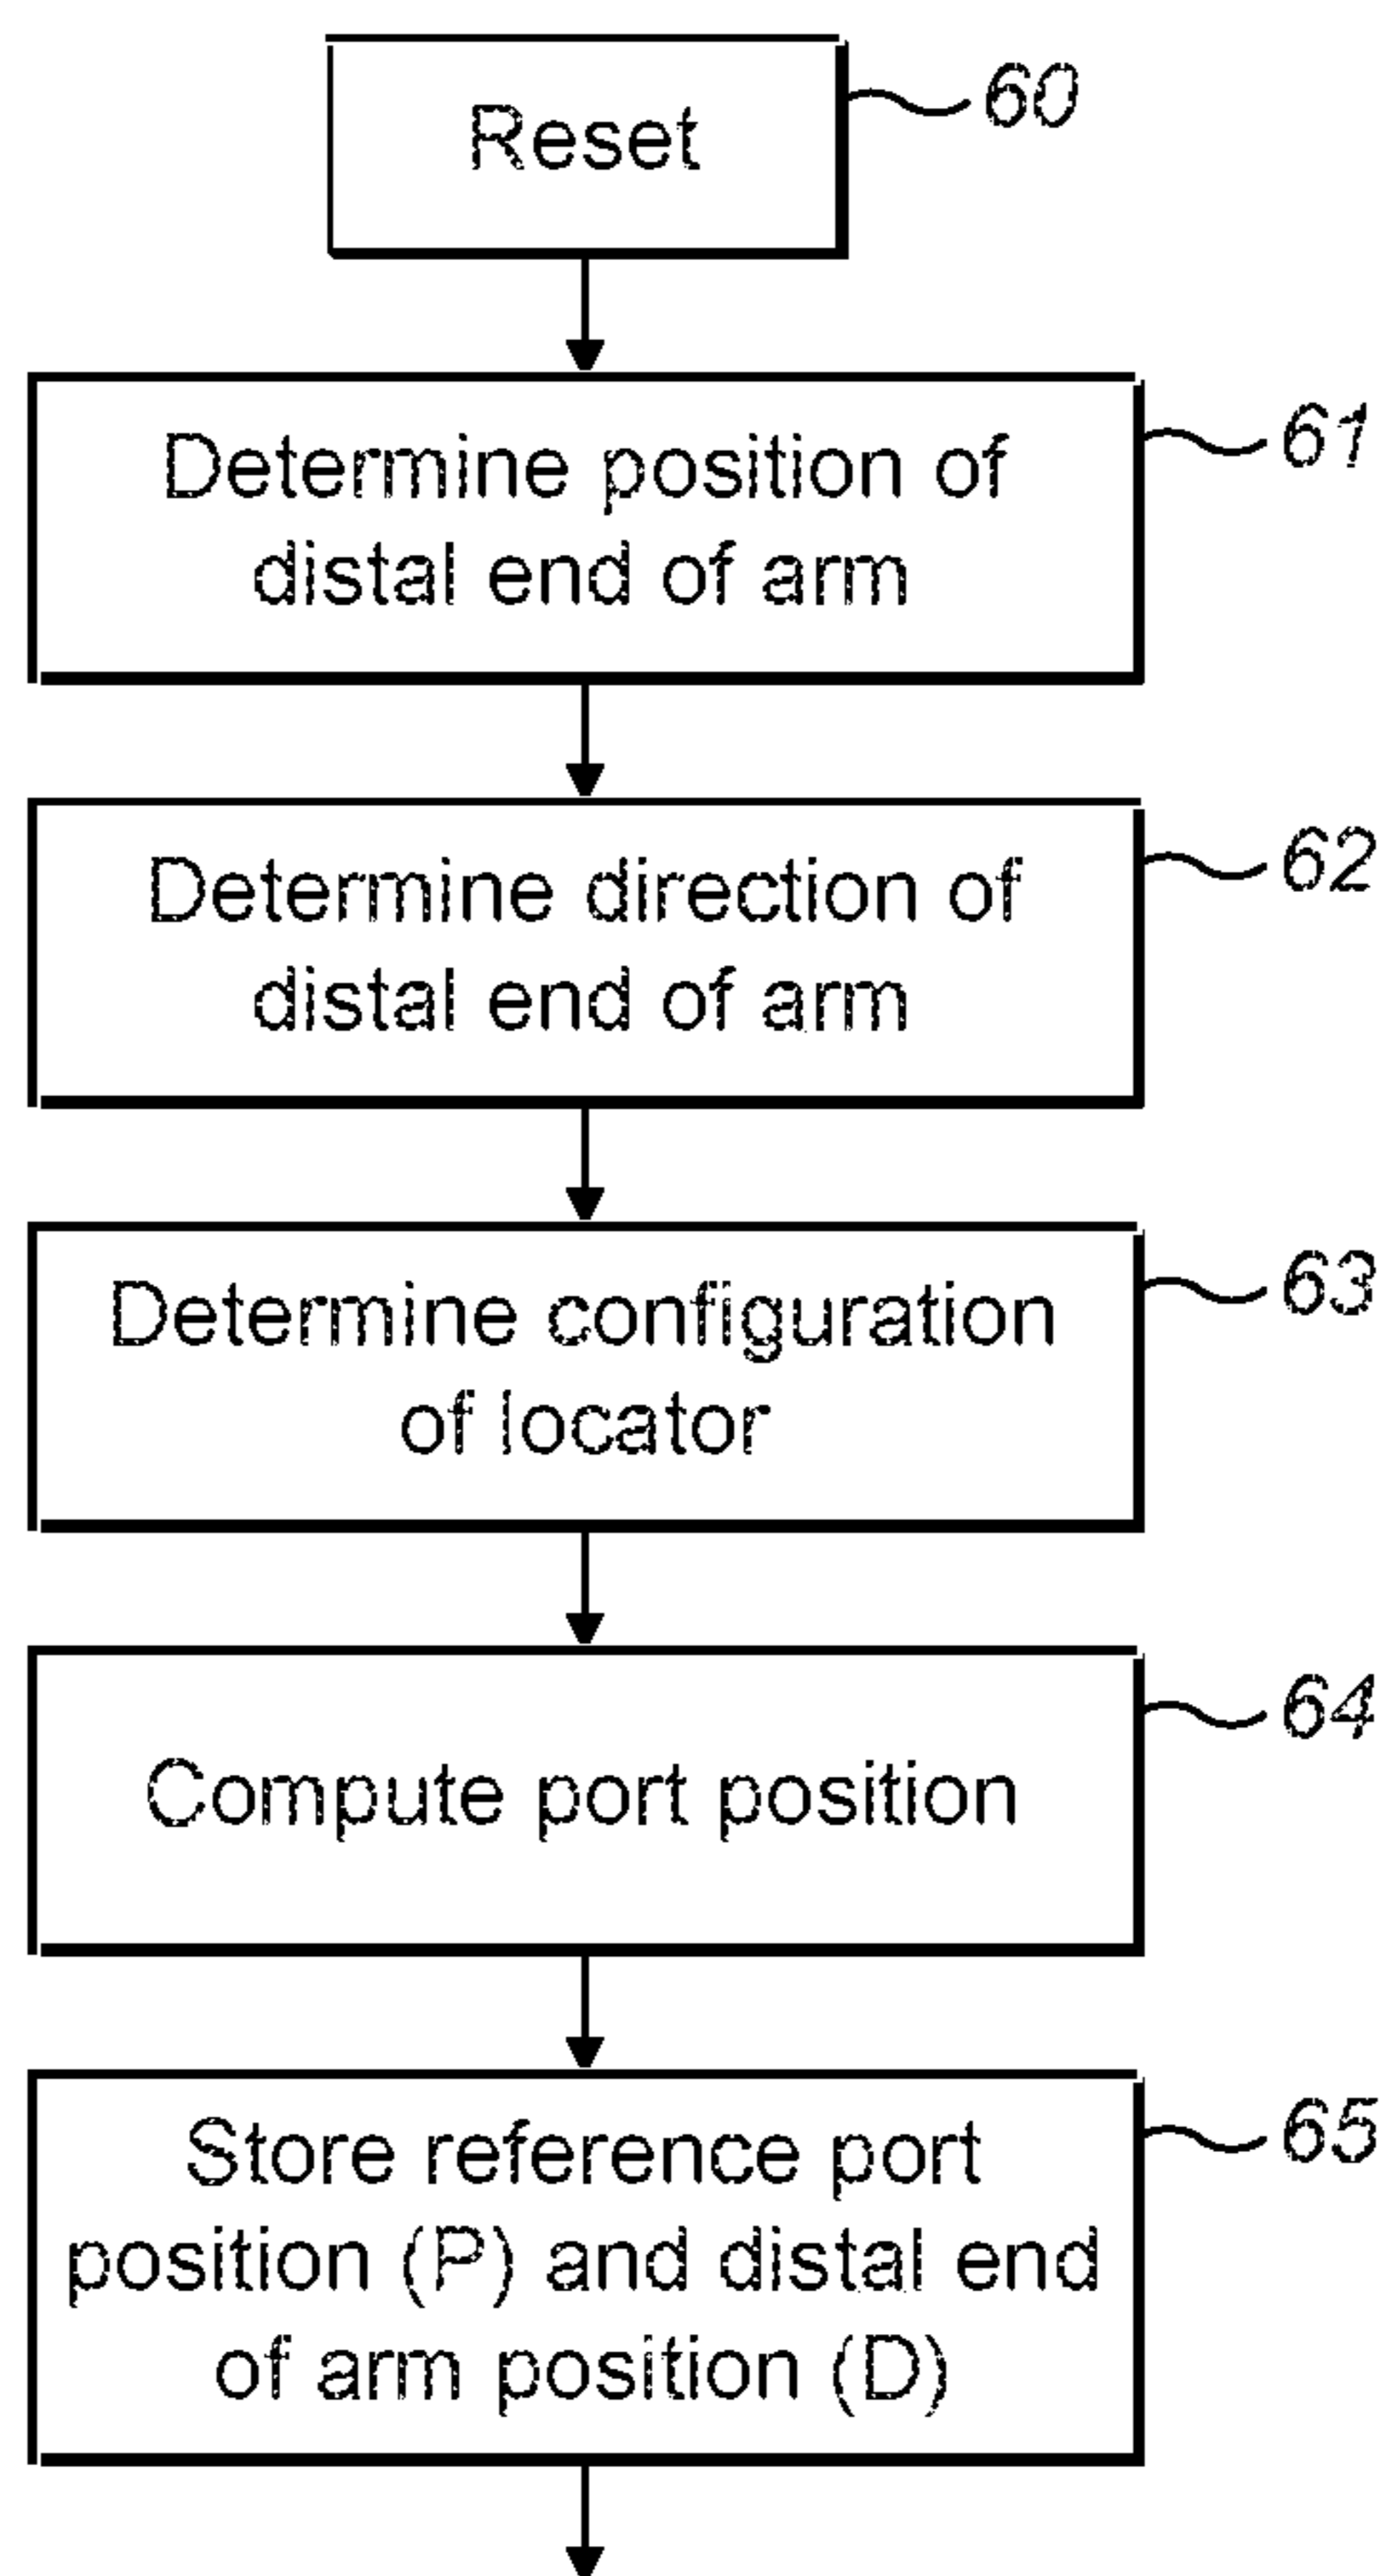 Reset
60
Determine position of
distal end of arm
61
Determine direction of
distal end of arm
62
Determine configuration
of locator
63
Compute port position
64
Store reference port
position (P) and distal end
of arm position (D)
65